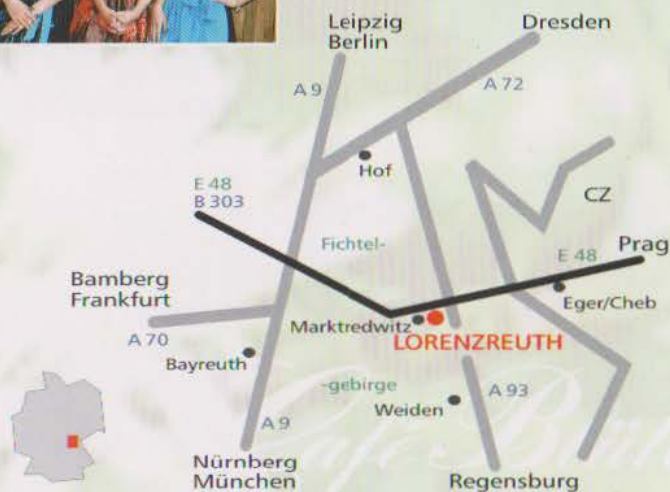 Leipzig
Berlin
Dresden
A 9
A 72
Hof
E 48
B 303
CZ
Fichtel-
E 48
Prag
Bamberg
Frankfurt
Eger/Cheb
Marktredwitz
LORENZREUTH
A 70
Bayreuth
-gebirge
A 93
Weiden
A 9
Nürnberg
München
Regensburg